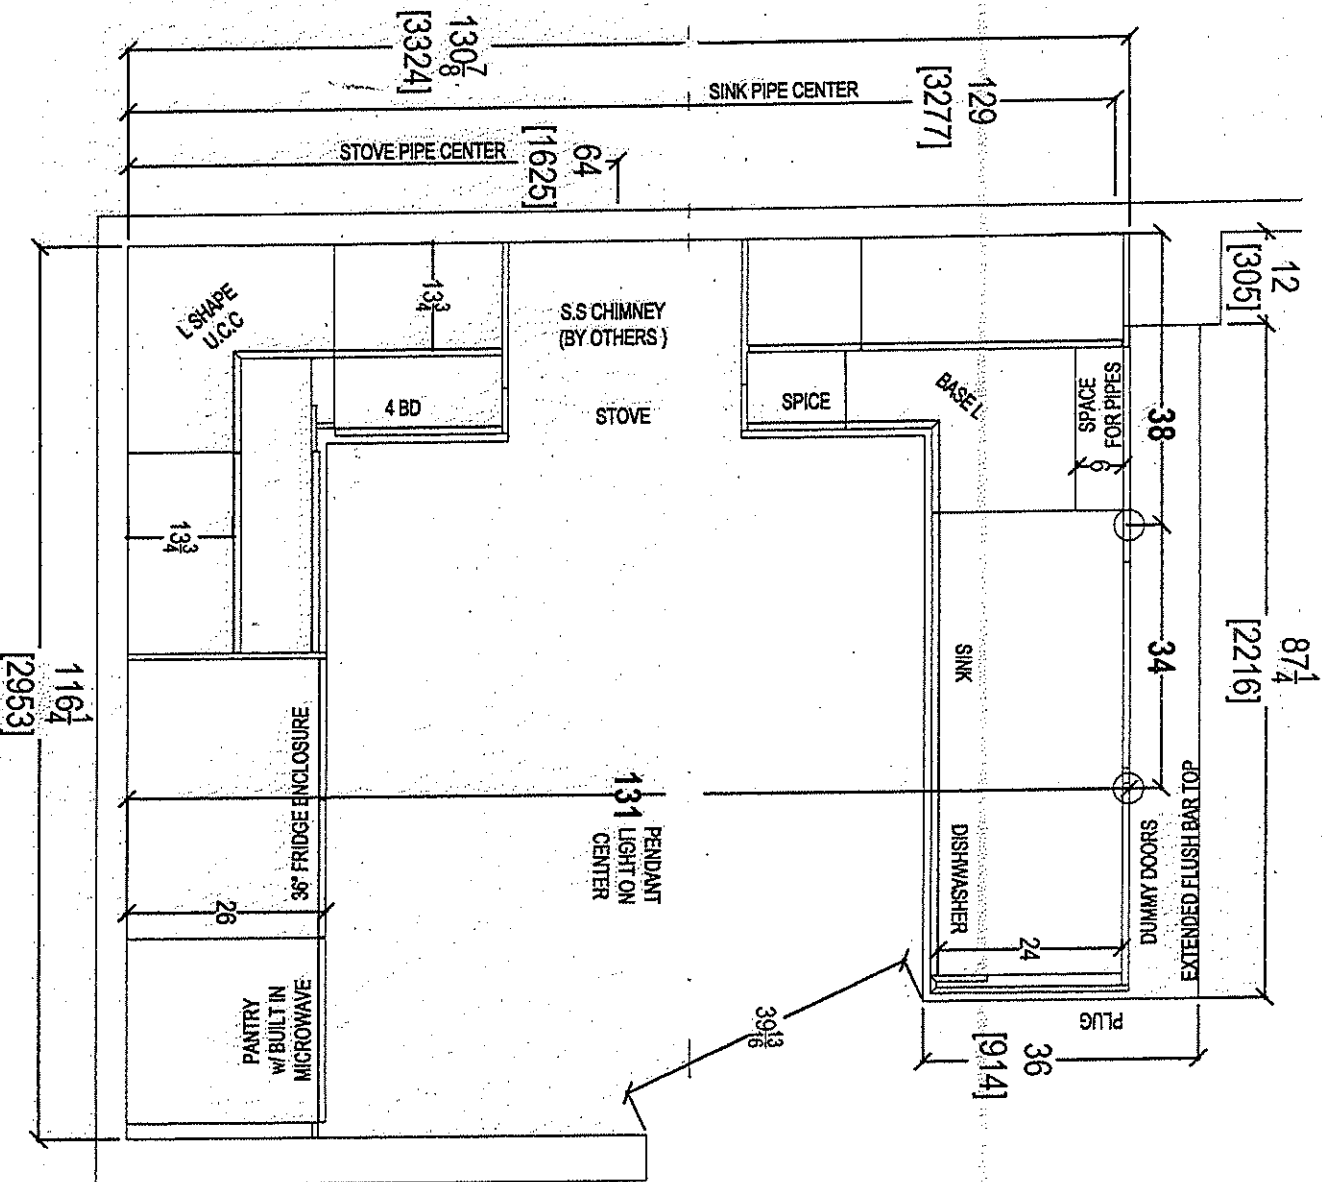 130 7/8
[3324]
129
[3277]
SINK PIPE CENTER
64
[1625]
STOVE PIPE CENTER
12
[305]
87 1/4
[2216]
38
34
EXTENDED FLUSH BAR TOP
DUMMY DOORS
SPACE
FOR PIPES
6
BASE L
SPICE
S.S CHIMNEY
(BY OTHERS )
STOVE
L SHAPE
U.C.C
13 3/4
4 BD
13 3/4
SINK
DISHWASHER
24
PLUG
36
[914]
39 13/16
131
PENDANT
LIGHT ON
CENTER
36" FRIDGE ENCLOSURE
26
PANTRY
w/ BUILT IN
MICROWAVE
116 1/4
[2953]